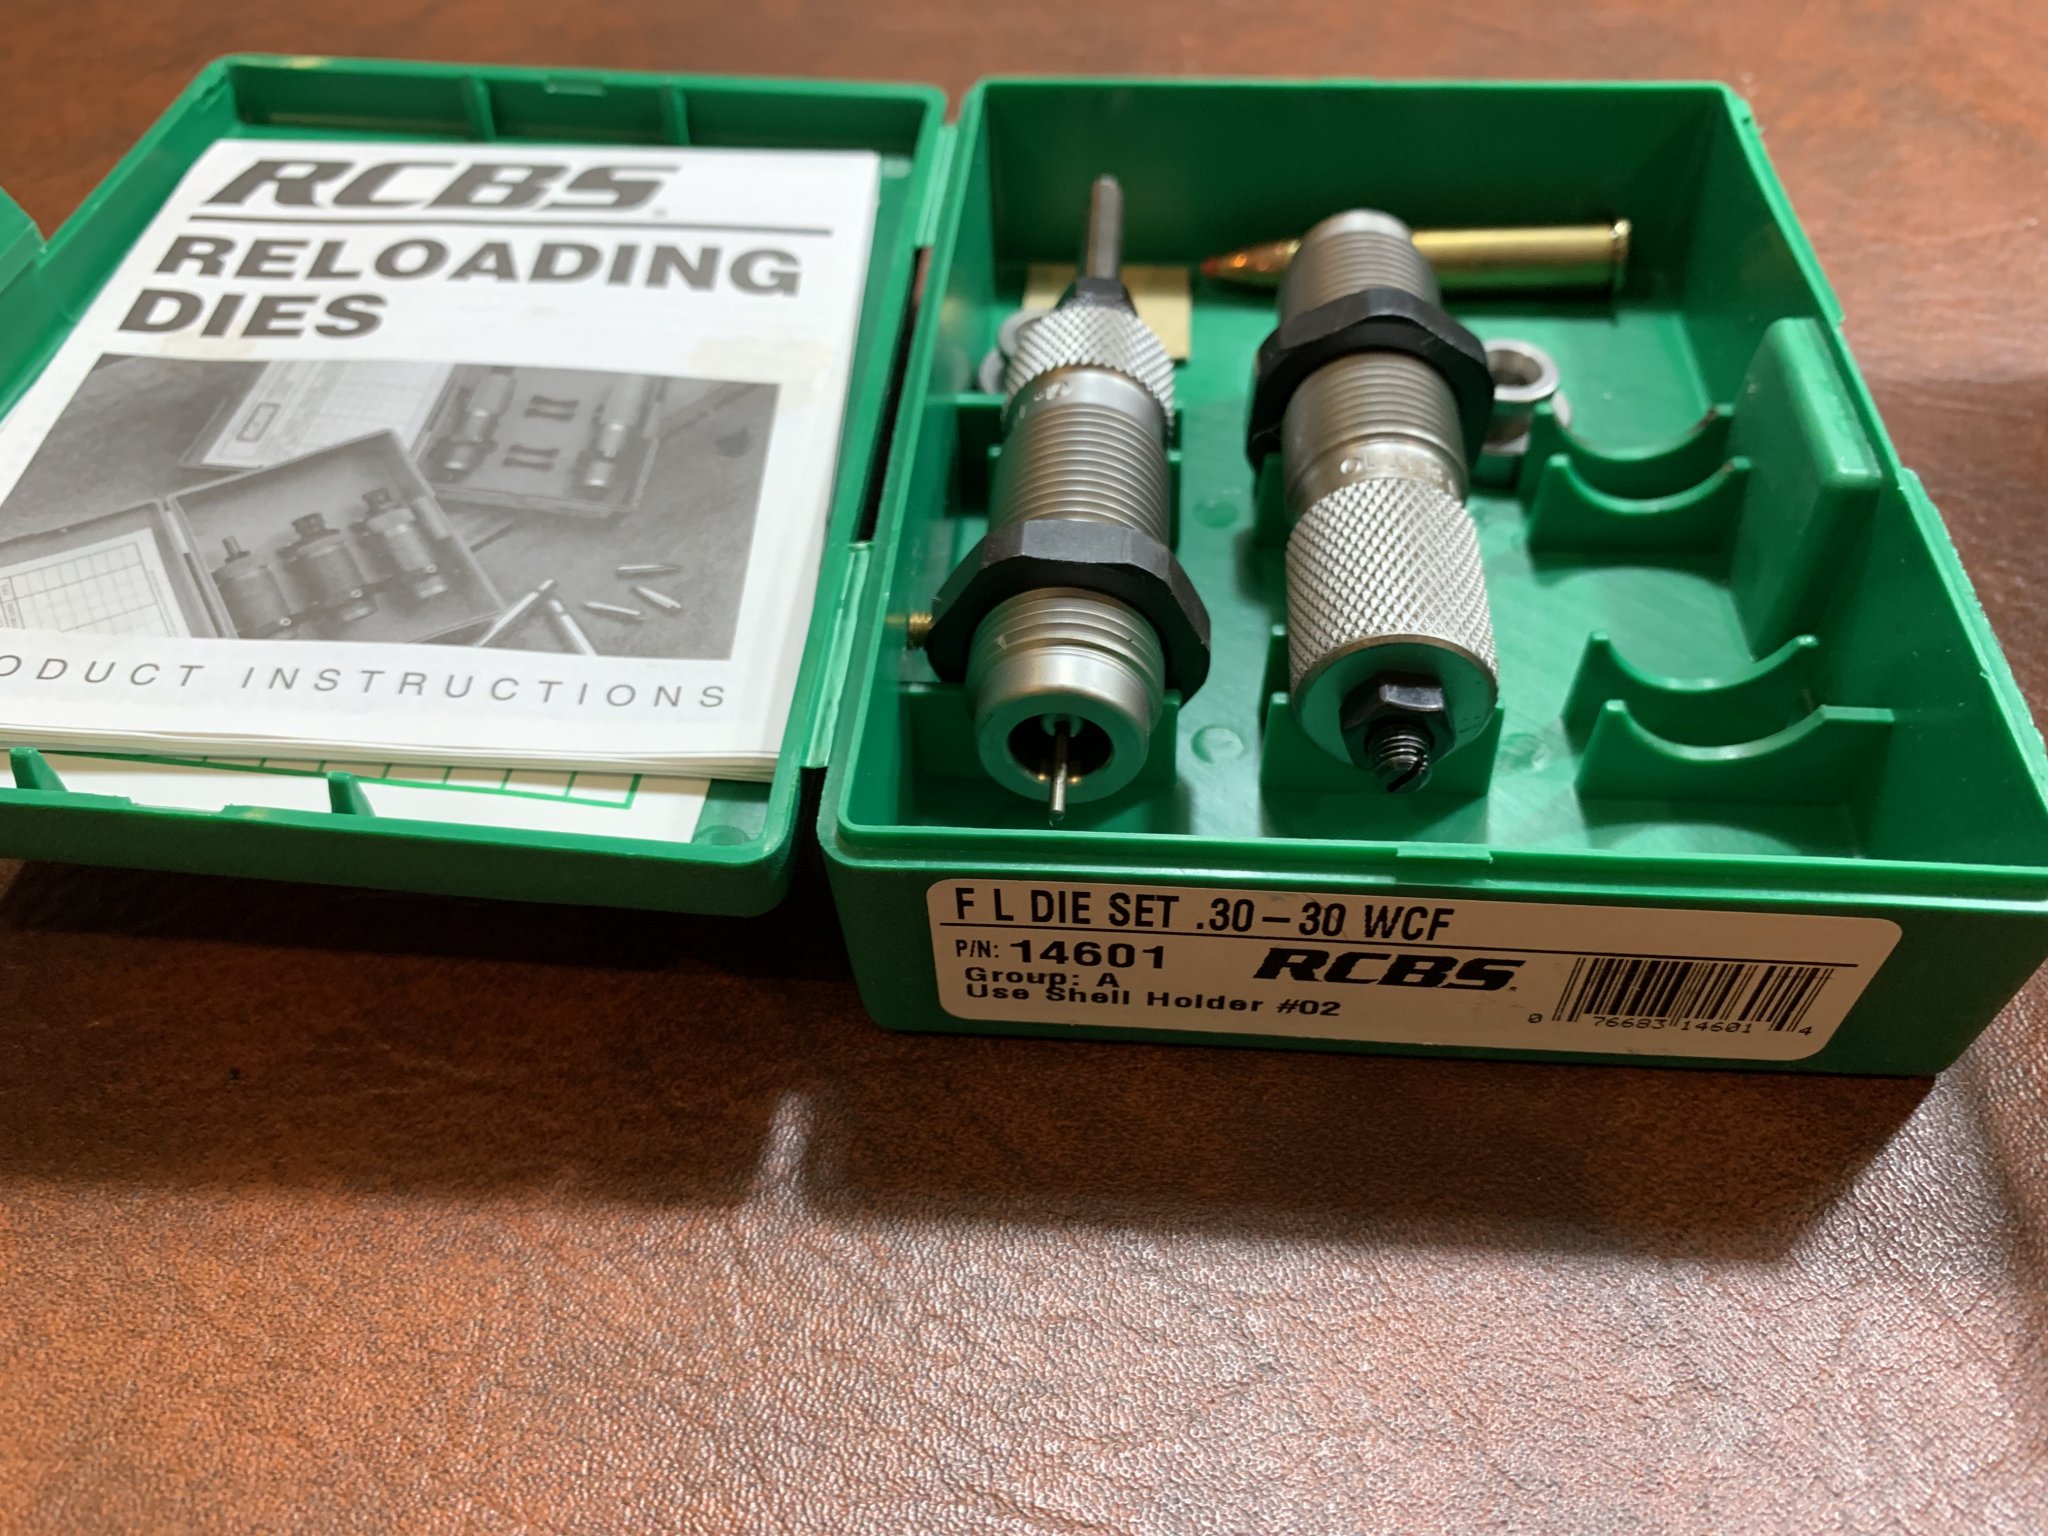 RCBS
RELOADING
DIES
ODUCT INSTRUCTIONS
F L DIE SET .30-30 WCF
P/N: 14601
Group: A
Use Shell Holder #02
RCBS
0 76683 14601 4